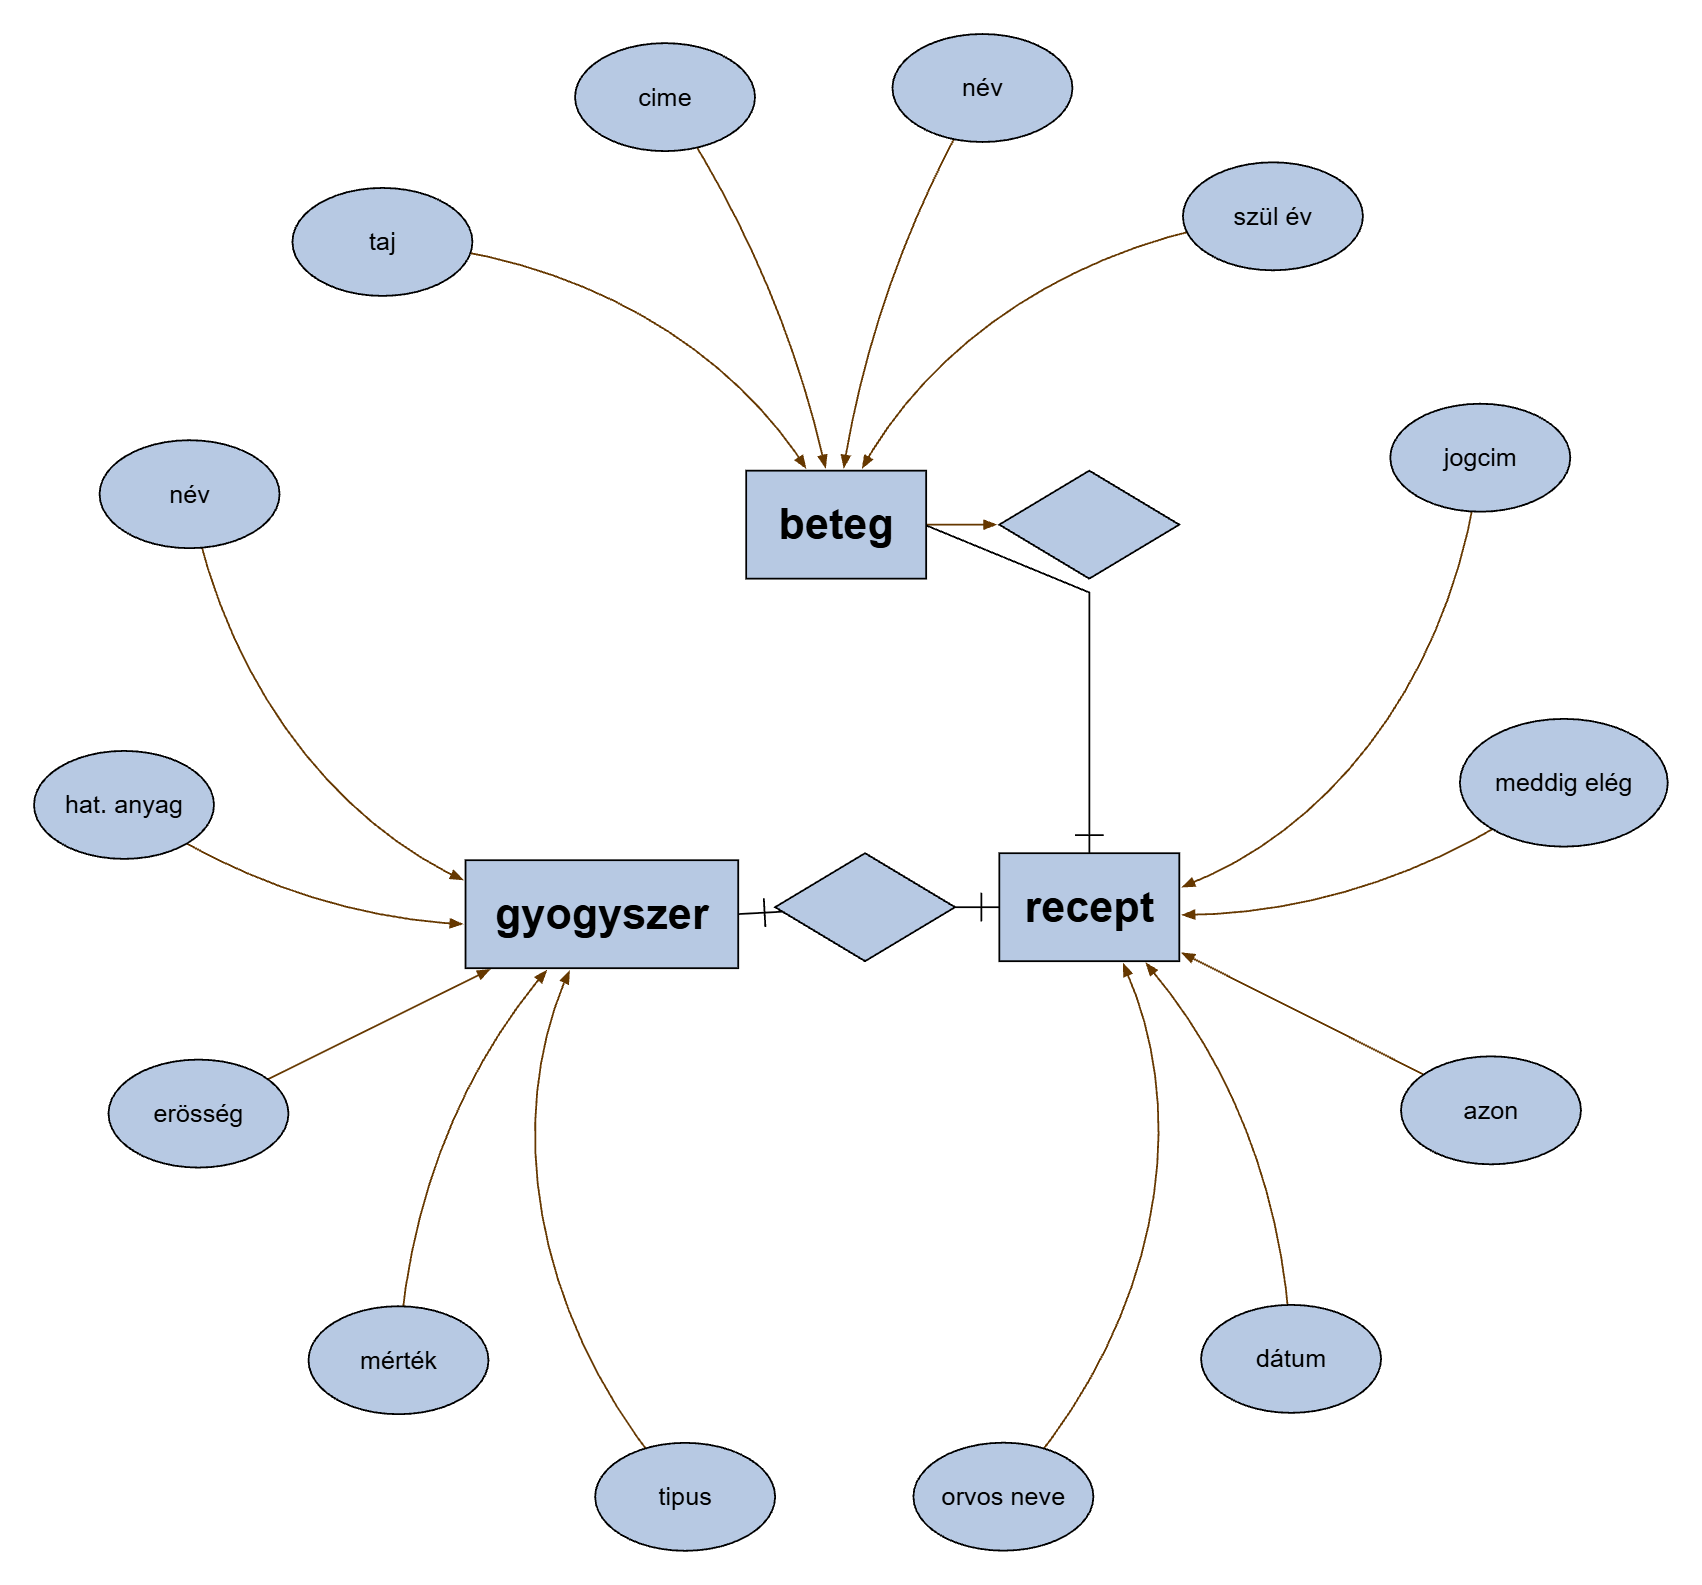 név
cime
szül év
taj
jogcim
név
beteg
meddig elég
hat. anyag
recept
gyogyszer
azon
erösség
dátum
mérték
tipus
orvos neve